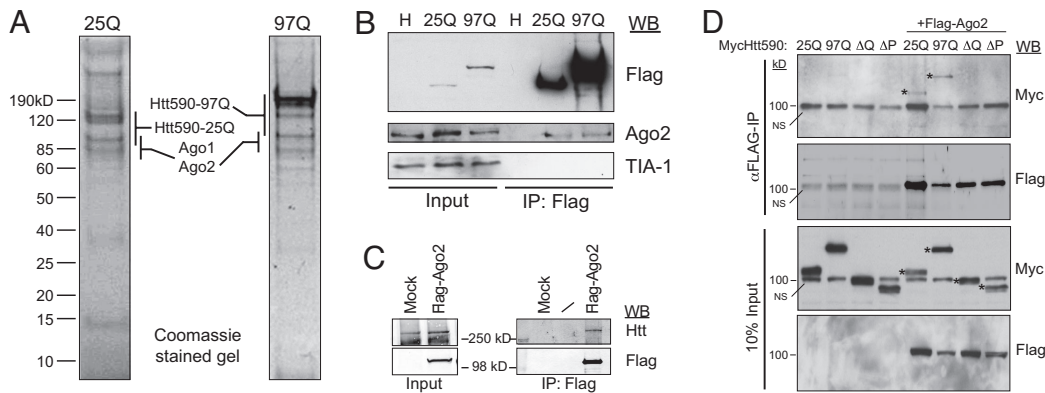 A
25Q
97Q
190kD
120
85
60
50
40
25
20
15
10
Htt590-97Q
Htt590-25Q
Ago1
Ago2
Coomassie
stained gel
B
H 25Q 97Q H 25Q 97Q WB
Flag
Ago2
TIA-1
Input IP: Flag
C
Mock
Flag-Ago2
Mock
Flag-Ago2
WB
Htt
250 kD
Flag
98 kD
Input IP: Flag
D
+Flag-Ago2
MycHtt590: 25Q 97Q ΔQ ΔP 25Q 97Q ΔQ ΔP WB
kD
αFLAG-IP
* *
100
NS
Myc
100
NS
Flag
10% Input
* * * *
100
NS
Myc
100
Flag